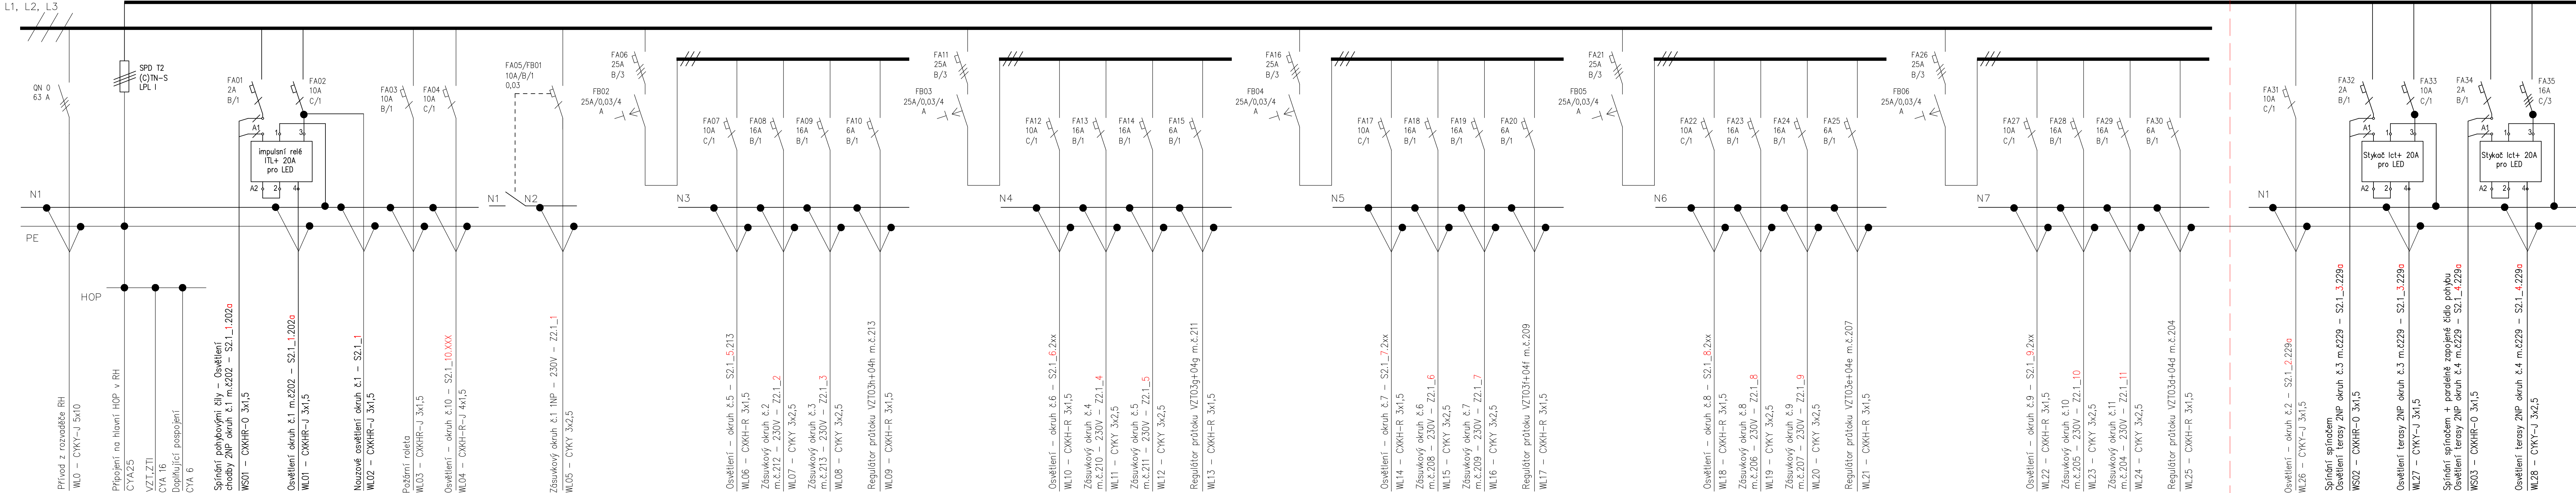 L1, L2, L3
QN 0
63 A
SPD T2
(C)TN-S
LPL I
FA01
2A
B/1
FA02
10A
C/1
A1
1
3
impulsní relé
ITL+ 20A
pro LED
A2
2
4
FA03
10A
B/1
FA04
10A
C/1
FA05/FB01
10A/B/1
0,03
FA06
25A
B/3
FB02
25A/0,03/4
A
FA07
10A
C/1
FA08
16A
B/1
FA09
16A
B/1
FA10
6A
B/1
FA11
25A
B/3
FB03
25A/0,03/4
A
FA12
10A
C/1
FA13
16A
B/1
FA14
16A
B/1
FA15
6A
B/1
FA16
25A
B/3
FB04
25A/0,03/4
A
FA17
10A
C/1
FA18
16A
B/1
FA19
16A
B/1
FA20
6A
B/1
FA21
25A
B/3
FB05
25A/0,03/4
A
FA22
10A
C/1
FA23
16A
B/1
FA24
16A
B/1
FA25
6A
B/1
FA26
25A
B/3
FB06
25A/0,03/4
A
FA27
10A
C/1
FA28
16A
B/1
FA29
16A
B/1
FA30
6A
B/1
FA31
10A
C/1
FA32
2A
B/1
FA33
10A
C/1
A1
1
3
Stykač Ict+ 20A
pro LED
A2
2
4
FA34
2A
B/1
FA35
16A
C/3
A1
1
3
Stykač Ict+ 20A
pro LED
A2
2
4
N1
N1
N2
N3
N4
N5
N6
N7
N1
PE
HOP
Přívod z rozvaděče RH
WL0 - CYKY-J 5x10
Připojení na hlavní HOP v RH
CYA25
VZT,ZTI
CYA 16
Doplňující pospojení
CYA 6
Spínání pohybovými čily - Osvětlení
chodby 2NP okruh č.1 m.č202 - S2.1_1.202a
WS01 - CXKHR-O 3x1,5
Osvětlení okruh č.1 m.č202 - S2.1_1.202a
WL01 - CXKHR-J 3x1,5
Nouzové osvětlení okruh č.1 - S2.1_1
WL02 - CXKHR-J 3x1,5
Požární roleta
WL03 - CXKHR-J 3x1,5
Osvětlení - okruh č.10 - S2.1_10.XXX
WL04 - CXKH-R-J 4x1,5
Zásuvkový okruh č.1 1NP - 230V - Z2.1_1
WL05 - CYKY 3x2,5
Osvětlení - okruh č.5 - S2.1_5.213
WL06 - CXKH-R 3x1,5
Zásuvkový okruh č.2
m.č.212 - 230V - Z2.1_2
WL07 - CYKY 3x2,5
Zásuvkový okruh č.3
m.č.213 - 230V - Z2.1_3
WL08 - CYKY 3x2,5
Regulátor průtoku VZT03h+04h m.č.213
WL09 - CXKH-R 3x1,5
Osvětlení - okruh č.6 - S2.1_6.2xx
WL10 - CXKH-R 3x1,5
Zásuvkový okruh č.4
m.č.210 - 230V - Z2.1_4
WL11 - CYKY 3x2,5
Zásuvkový okruh č.5
m.č.211 - 230V - Z2.1_5
WL12 - CYKY 3x2,5
Regulátor průtoku VZT03g+04g m.č.211
WL13 - CXKH-R 3x1,5
Osvětlení - okruh č.7 - S2.1_7.2xx
WL14 - CXKH-R 3x1,5
Zásuvkový okruh č.6
m.č.208 - 230V - Z2.1_6
WL15 - CYKY 3x2,5
Zásuvkový okruh č.7
m.č.209 - 230V - Z2.1_7
WL16 - CYKY 3x2,5
Regulátor průtoku VZT03f+04f m.č.209
WL17 - CXKH-R 3x1,5
Osvětlení - okruh č.8 - S2.1_8.2xx
WL18 - CXKH-R 3x1,5
Zásuvkový okruh č.8
m.č.206 - 230V - Z2.1_8
WL19 - CYKY 3x2,5
Zásuvkový okruh č.9
m.č.207 - 230V - Z2.1_9
WL20 - CYKY 3x2,5
Regulátor průtoku VZT03e+04e m.č.207
WL21 - CXKH-R 3x1,5
Osvětlení - okruh č.9 - S2.1_9.2xx
WL22 - CXKH-R 3x1,5
Zásuvkový okruh č.10
m.č.205 - 230V - Z2.1_10
WL23 - CYKY 3x2,5
Zásuvkový okruh č.11
m.č.204 - 230V - Z2.1_11
WL24 - CYKY 3x2,5
Regulátor průtoku VZT03d+04d m.č.204
WL25 - CXKH-R 3x1,5
Osvětlení - okruh č.2 - S2.1_2.229a
WL26 - CYKY-J 3x1,5
Spínání spínačem
Osvětlení terasy 2NP okruh č.3 m.č229 - S2.1_3.229a
WS02 - CXKHR-O 3x1,5
Osvětlení terasy 2NP okruh č.3 m.č229 - S2.1_3.229a
WL27 - CYKY-J 3x1,5
Spínání spínačem + paralelně zapojené čidlo pohybu
Osvětlení terasy 2NP okruh č.4 m.č229 - S2.1_4.229a
WS03 - CXKHR-O 3x1,5
Osvětlení terasy 2NP okruh č.4 m.č229 - S2.1_4.229a
WL28 - CYKY-J 3x2,5